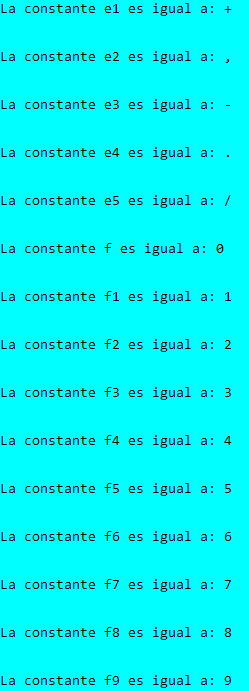 La constante e1 es igual a: +
La constante e2 es igual a: ,
La constante e3 es igual a: -
La constante e4 es igual a: .
La constante e5 es igual a: /
La constante f es igual a: 0
La constante f1 es igual a: 1
La constante f2 es igual a: 2
La constante f3 es igual a: 3
La constante f4 es igual a: 4
La constante f5 es igual a: 5
La constante f6 es igual a: 6
La constante f7 es igual a: 7
La constante f8 es igual a: 8
La constante f9 es igual a: 9